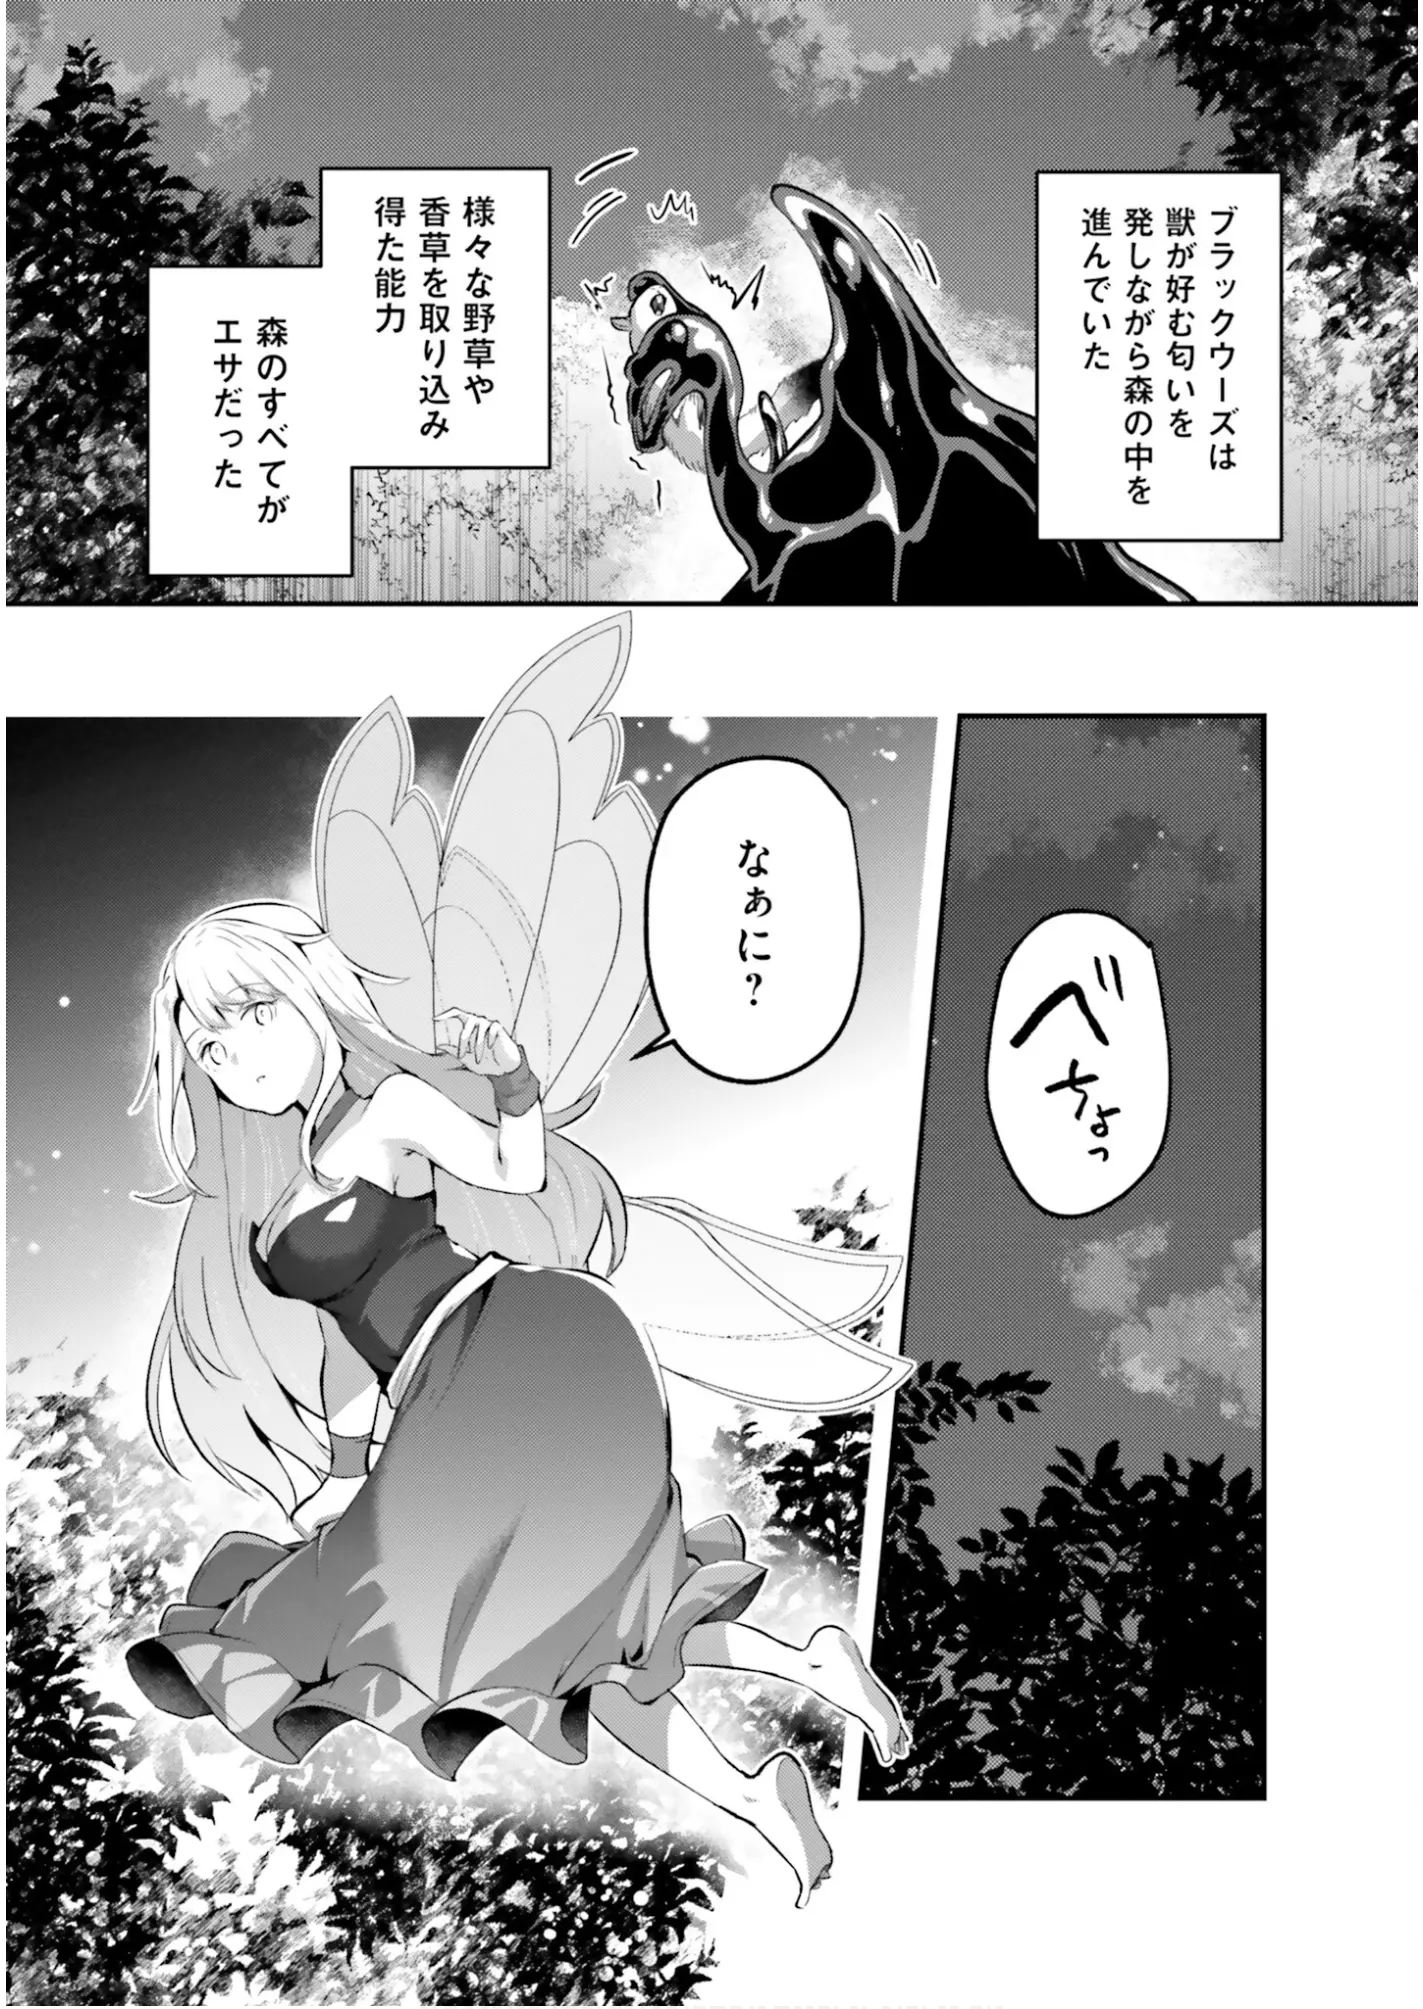 ブラックウーズは
獣が好む匂いを
発しながら森の中を
進んでいた
様々な野草や
香草を取り込み
得た能力
森のすべてが
エサだった
べちょっ
なぁに？